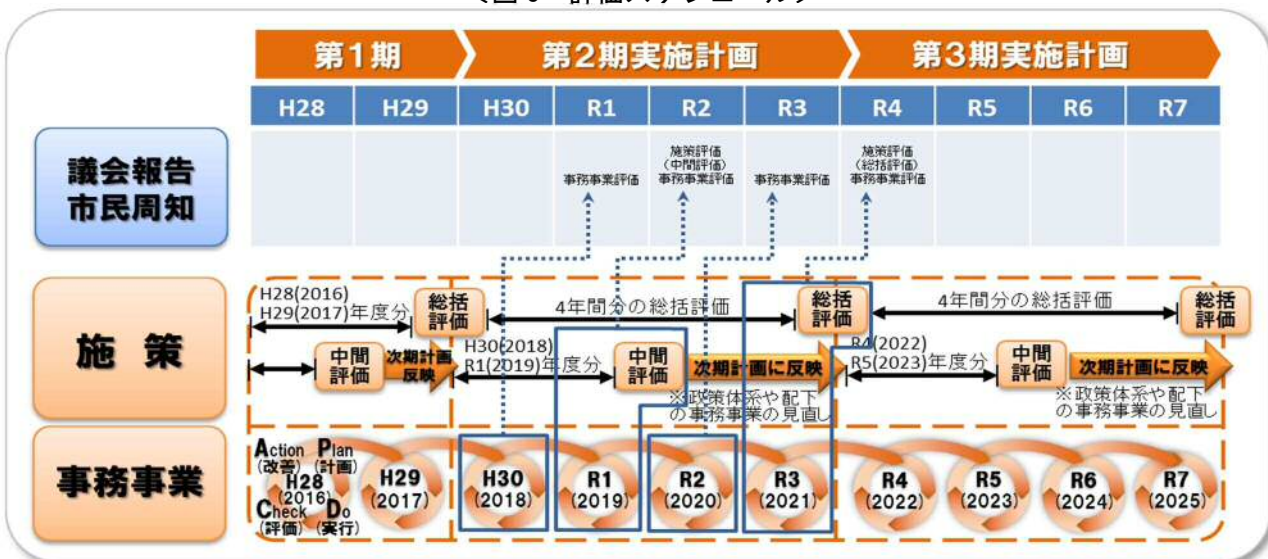 第1期
第2期実施計画
第3期実施計画
H28 H29 H30 R1 R2 R3 R4 R5 R6 R7
議会報告
市民周知
事務事業評価
施策評価
(中間評価)
事務事業評価
事務事業評価
施策評価
(総括評価)
事務事業評価
施策
H28(2016)
H29(2017)年度分
総括
評価
4年間分の総括評価
総括
評価
4年間分の総括評価
総括
評価
中間
評価
次期計画
反映
H30(2018)
R1(2019)年度分
中間
評価
次期計画に反映
※政策体系や配下
の事務事業の見直し
R4(2022)
R5(2023)年度分
中間
評価
次期計画に反映
※政策体系や配下
の事務事業の見直し
事務事業
Action Plan
(改善) (計画)
H28
(2016)
Check Do
(評価) (実行)
H29
(2017)
H30
(2018)
R1
(2019)
R2
(2020)
R3
(2021)
R4
(2022)
R5
(2023)
R6
(2024)
R7
(2025)